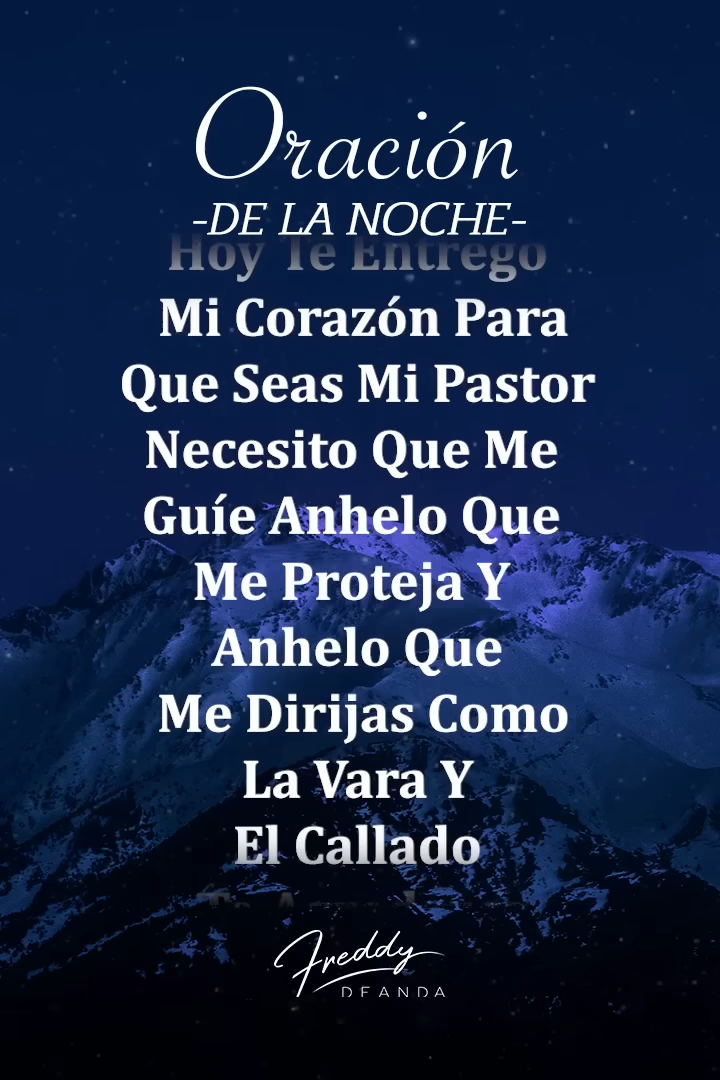 Oración
-DE LA NOCHE-
Hoy Te Entrego
Mi Corazón Para
Que Seas Mi Pastor
Necesito Que Me
Guíe Anhelo Que
Me Proteja Y
Anhelo Que
Me Dirijas Como
La Vara Y
El Callado
Freddy
DEANDA